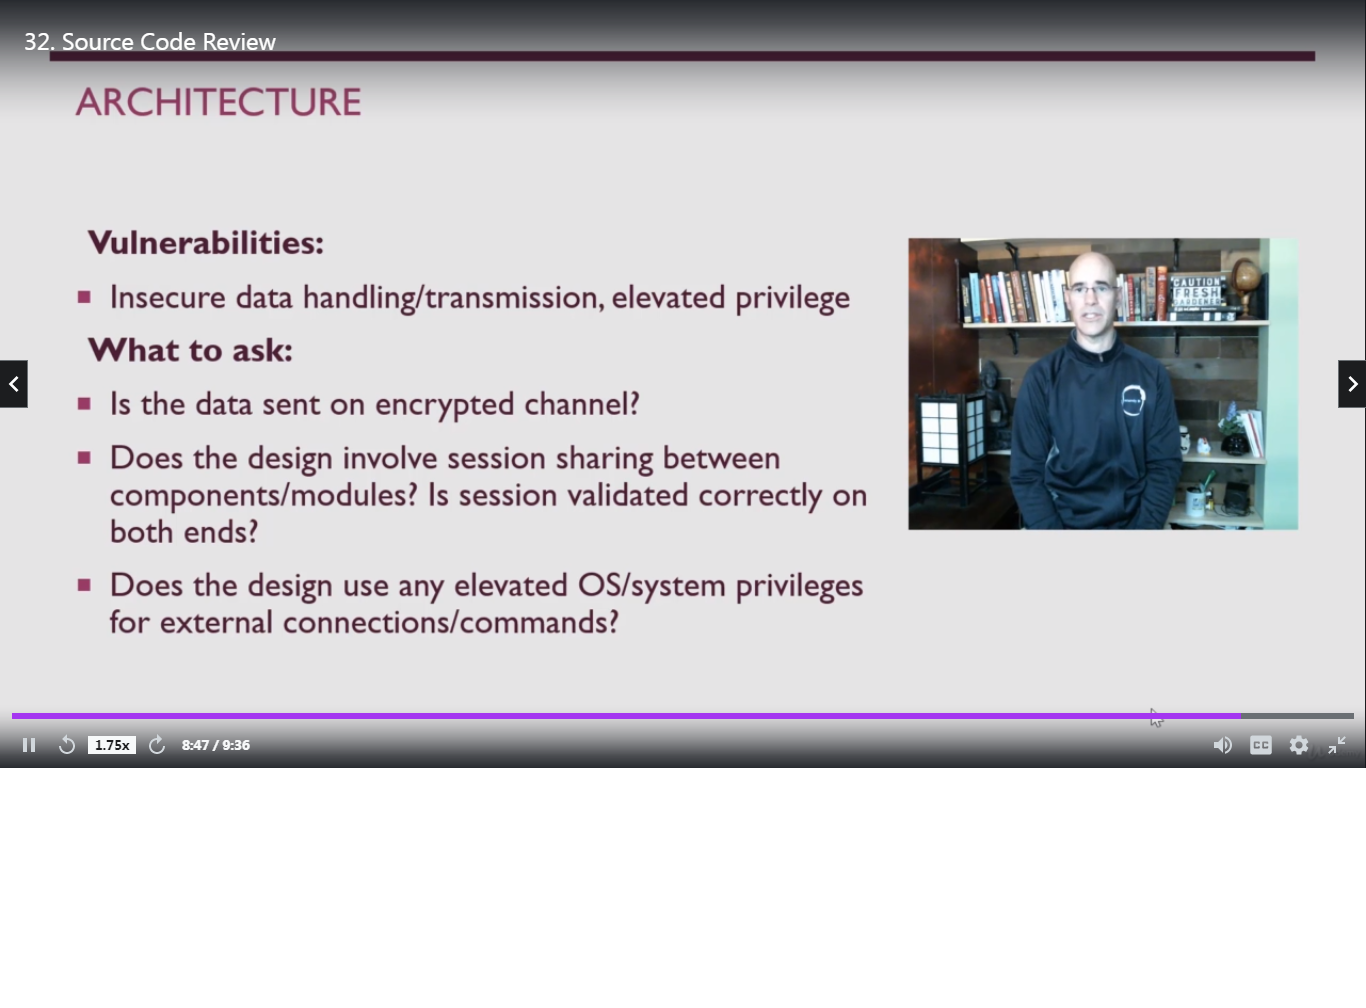 32. Source Code Review
ARCHITECTURE
Vulnerabilities:
Insecure data handling/transmission, elevated privilege
What to ask:
Is the data sent on encrypted channel?
Does the design involve session sharing between
components/modules? Is session validated correctly on
both ends?
Does the design use any elevated OS/system privileges
for external connections/commands?
CAUTION
FRESH
GARDENER
1.75x
8:47 / 9:36
CC